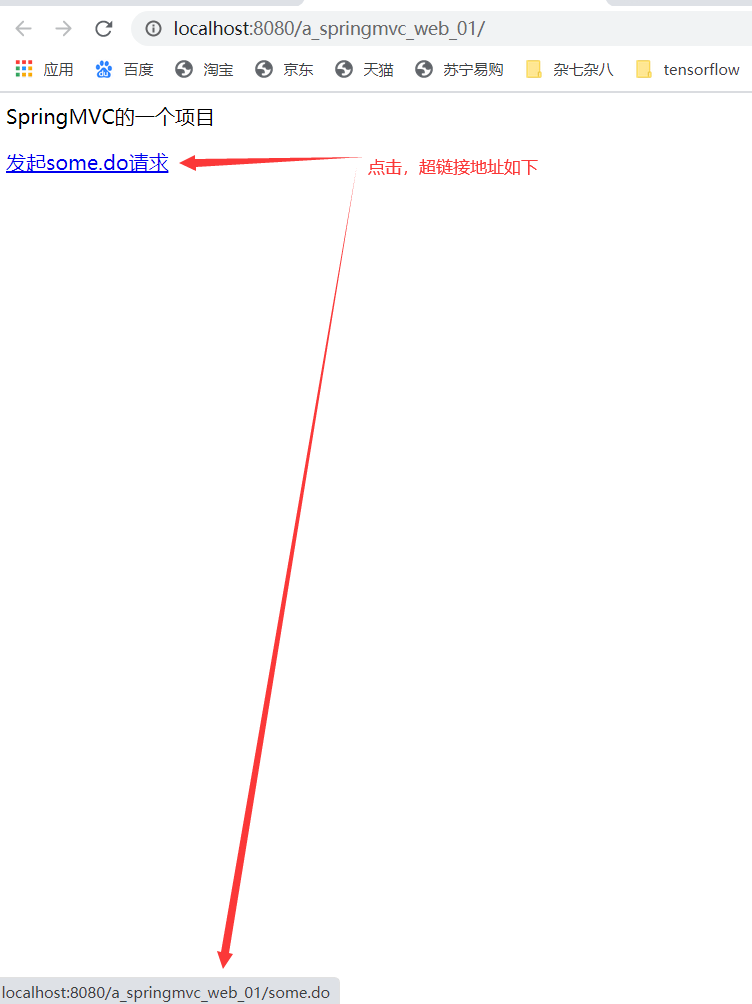 localhost:8080/a_springmvc_web_01/
应用 百度 淘宝 京东 天猫 苏宁易购 杂七杂八 tensorflow
SpringMVC的一个项目
发起some.do请求
点击，超链接地址如下
localhost:8080/a_springmvc_web_01/some.do